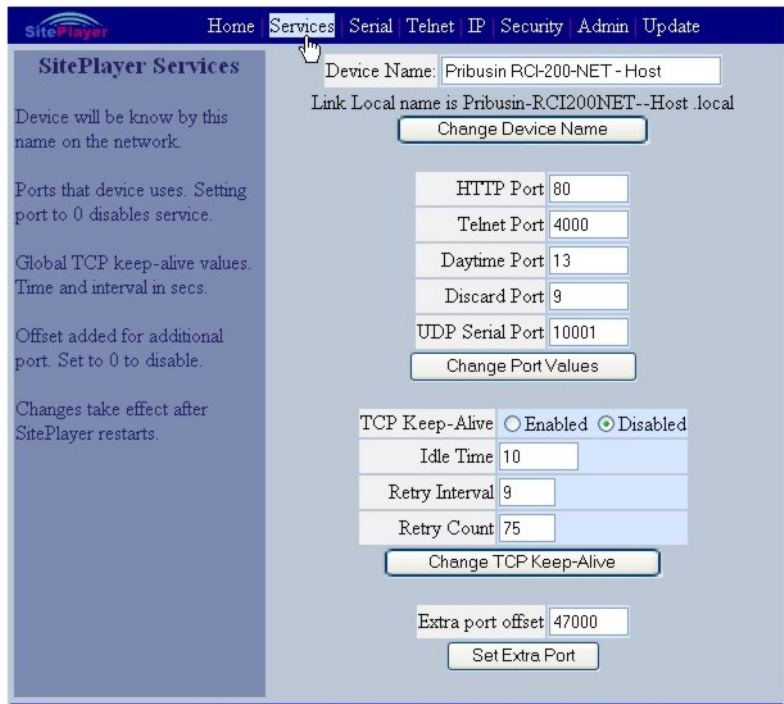 SitePlayer
Home | Services | Serial | Telnet | IP | Security | Admin | Update
SitePlayer Services
Device will be know by this
name on the network.
Ports that device uses. Setting
port to 0 disables service.
Global TCP keep-alive values.
Time and interval in secs.
Offset added for additional
port. Set to 0 to disable.
Changes take effect after
SitePlayer restarts.
Device Name: Pribusin RCI-200-NET - Host
Link Local name is Pribusin-RCI200NET--Host .local
Change Device Name
HTTP Port 80
Telnet Port 4000
Daytime Port 13
Discard Port 9
UDP Serial Port 10001
Change Port Values
TCP Keep-Alive Enabled Disabled
Idle Time 10
Retry Interval 9
Retry Count 75
Change TCP Keep-Alive
Extra port offset 47000
Set Extra Port